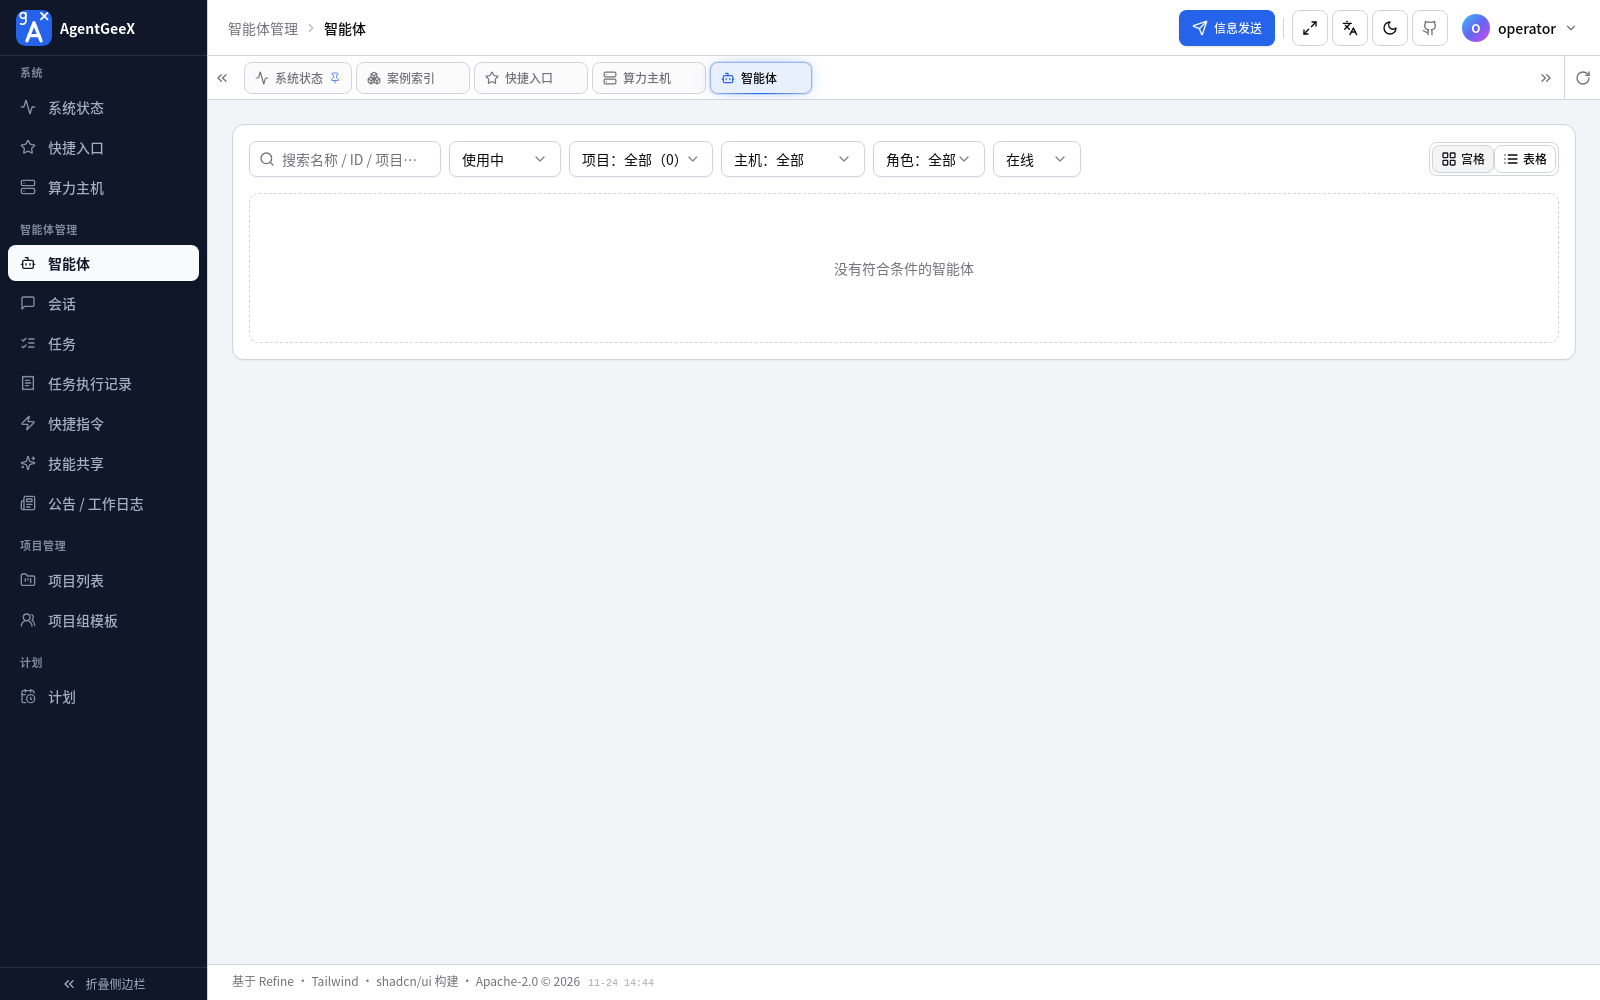 AgentGeeX
系统
系统状态
快捷入口
算力主机
智能体管理
智能体
会话
任务
任务执行记录
快捷指令
技能共享
公告 / 工作日志
项目管理
项目列表
项目组模板
计划
计划
折叠侧边栏
智能体管理 智能体
信息发送
O operator
系统状态 案例索引 快捷入口 算力主机 智能体
搜索名称 / ID / 项目… 使用中 项目：全部（0） 主机：全部 角色：全部 在线 宫格 表格
没有符合条件的智能体
基于 Refine · Tailwind · shadcn/ui 构建 · Apache-2.0 © 2026 11-24 14:44